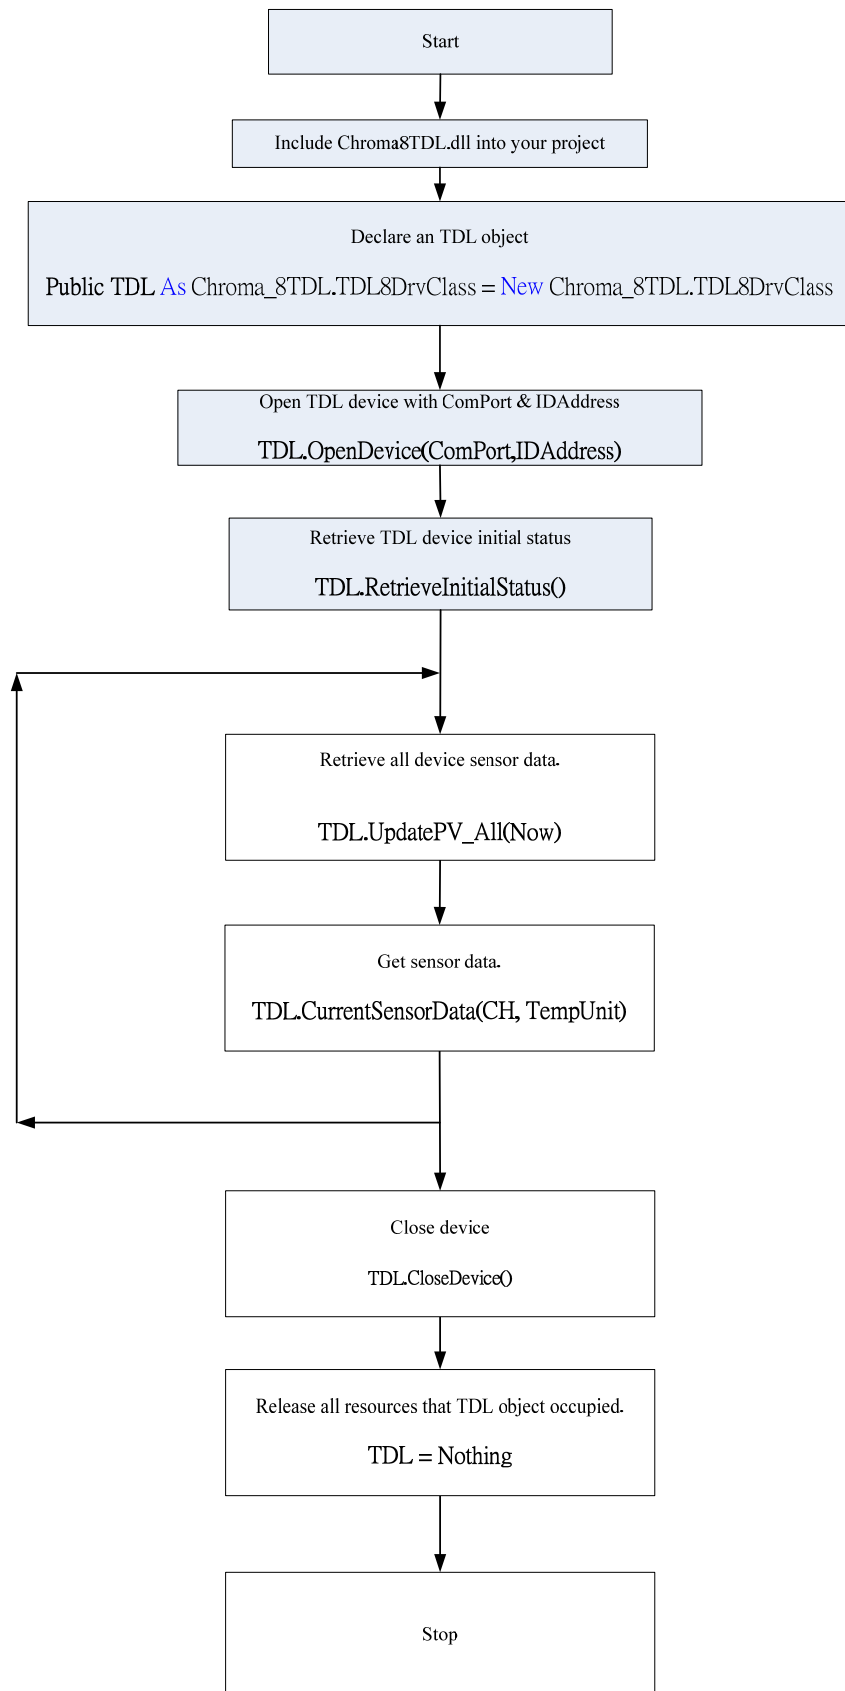 Start
Include Chroma8TDL.dll into your project
Declare an TDL object
Public TDL As Chroma_8TDL.TDL8DrvClass = New Chroma_8TDL.TDL8DrvClass
Open TDL device with ComPort & IDAddress
TDL.OpenDevice(ComPort,IDAddress)
Retrieve TDL device initial status
TDL.RetrieveInitialStatus()
Retrieve all device sensor data.
TDL.UpdatePV_All(Now)
Get sensor data.
TDL.CurrentSensorData(CH, TempUnit)
Close device
TDL.CloseDevice()
Release all resources that TDL object occupied.
TDL = Nothing
Stop